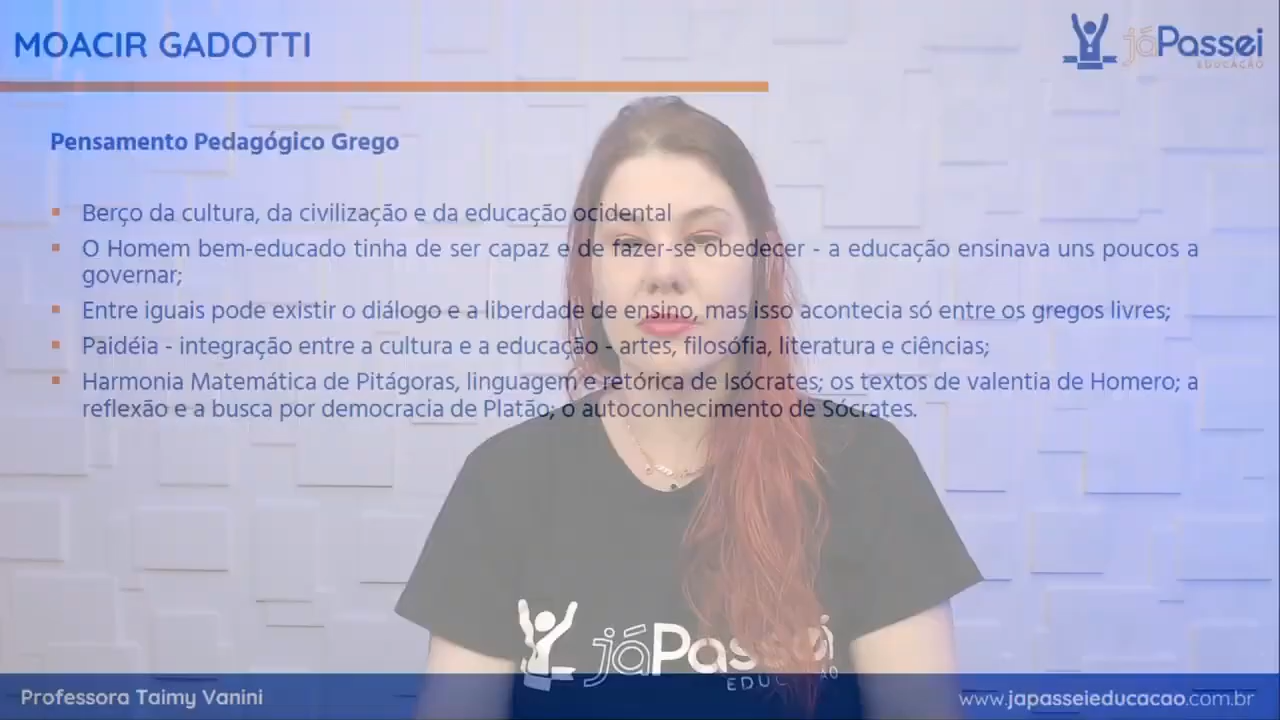 MOACIR GADOTTI
jáPassei
EDUCAÇÃO
Pensamento Pedagógico Grego
▪ Berço da cultura, da civilização e da educação ocidental
▪ O Homem bem-educado tinha de ser capaz e de fazer-se obedecer - a educação ensinava uns poucos a
governar;
▪ Entre iguais pode existir o diálogo e a liberdade de ensino, mas isso acontecia só entre os gregos livres;
▪ Paidéia - integração entre a cultura e a educação - artes, filosófia, literatura e ciências;
▪ Harmonia Matemática de Pitágoras, linguagem e retórica de Isócrates; os textos de valentia de Homero; a
reflexão e a busca por democracia de Platão; o autoconhecimento de Sócrates.
jáPassei
EDUCAÇÃO
Professora Taimy Vanini
www.japasseieducacao.com.br